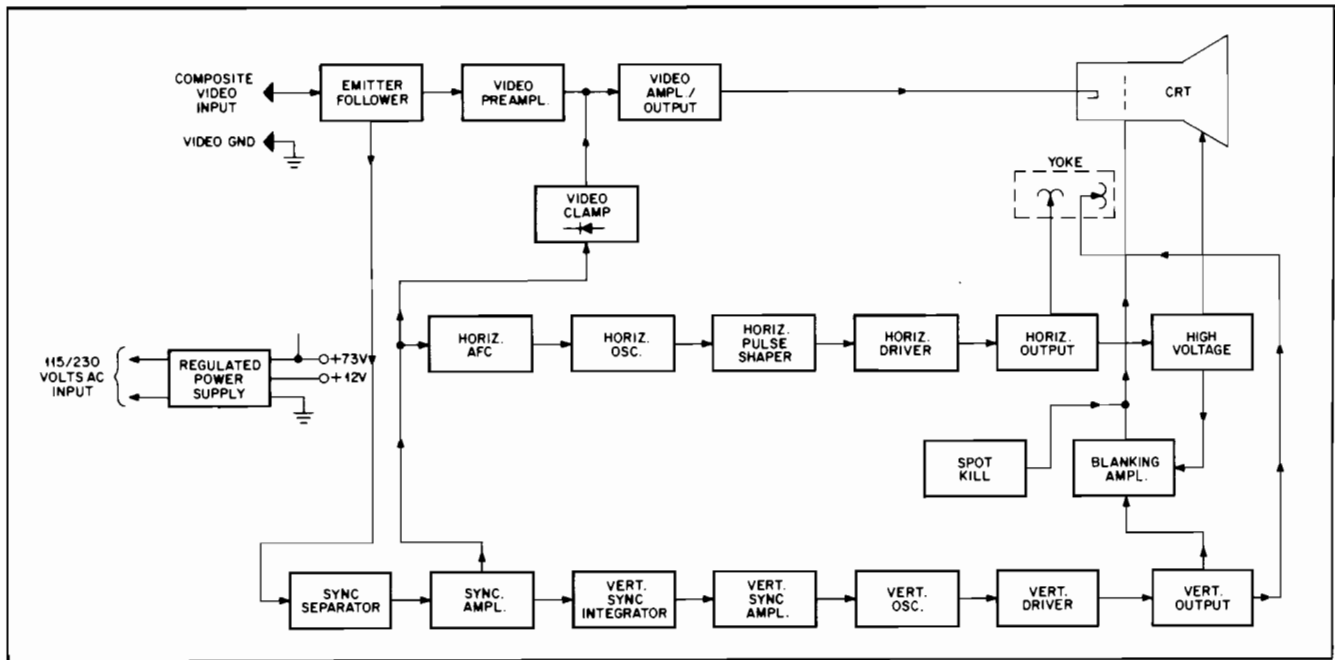 COMPOSITE
VIDEO
INPUT
EMITTER
FOLLOWER
VIDEO
PREAMPL.
VIDEO
AMPL./
OUTPUT
CRT
VIDEO GND
YOKE
VIDEO
CLAMP
HORIZ.
AFC
HORIZ.
OSC.
HORIZ.
PULSE
SHAPER
HORIZ.
DRIVER
HORIZ.
OUTPUT
HIGH
VOLTAGE
115/230
VOLTS AC
INPUT
REGULATED
POWER
SUPPLY
+73V
+12V
SPOT
KILL
BLANKING
AMPL.
SYNC
SEPARATOR
SYNC.
AMPL.
VERT.
SYNC
INTEGRATOR
VERT.
SYNC
AMPL.
VERT.
OSC.
VERT.
DRIVER
VERT.
OUTPUT